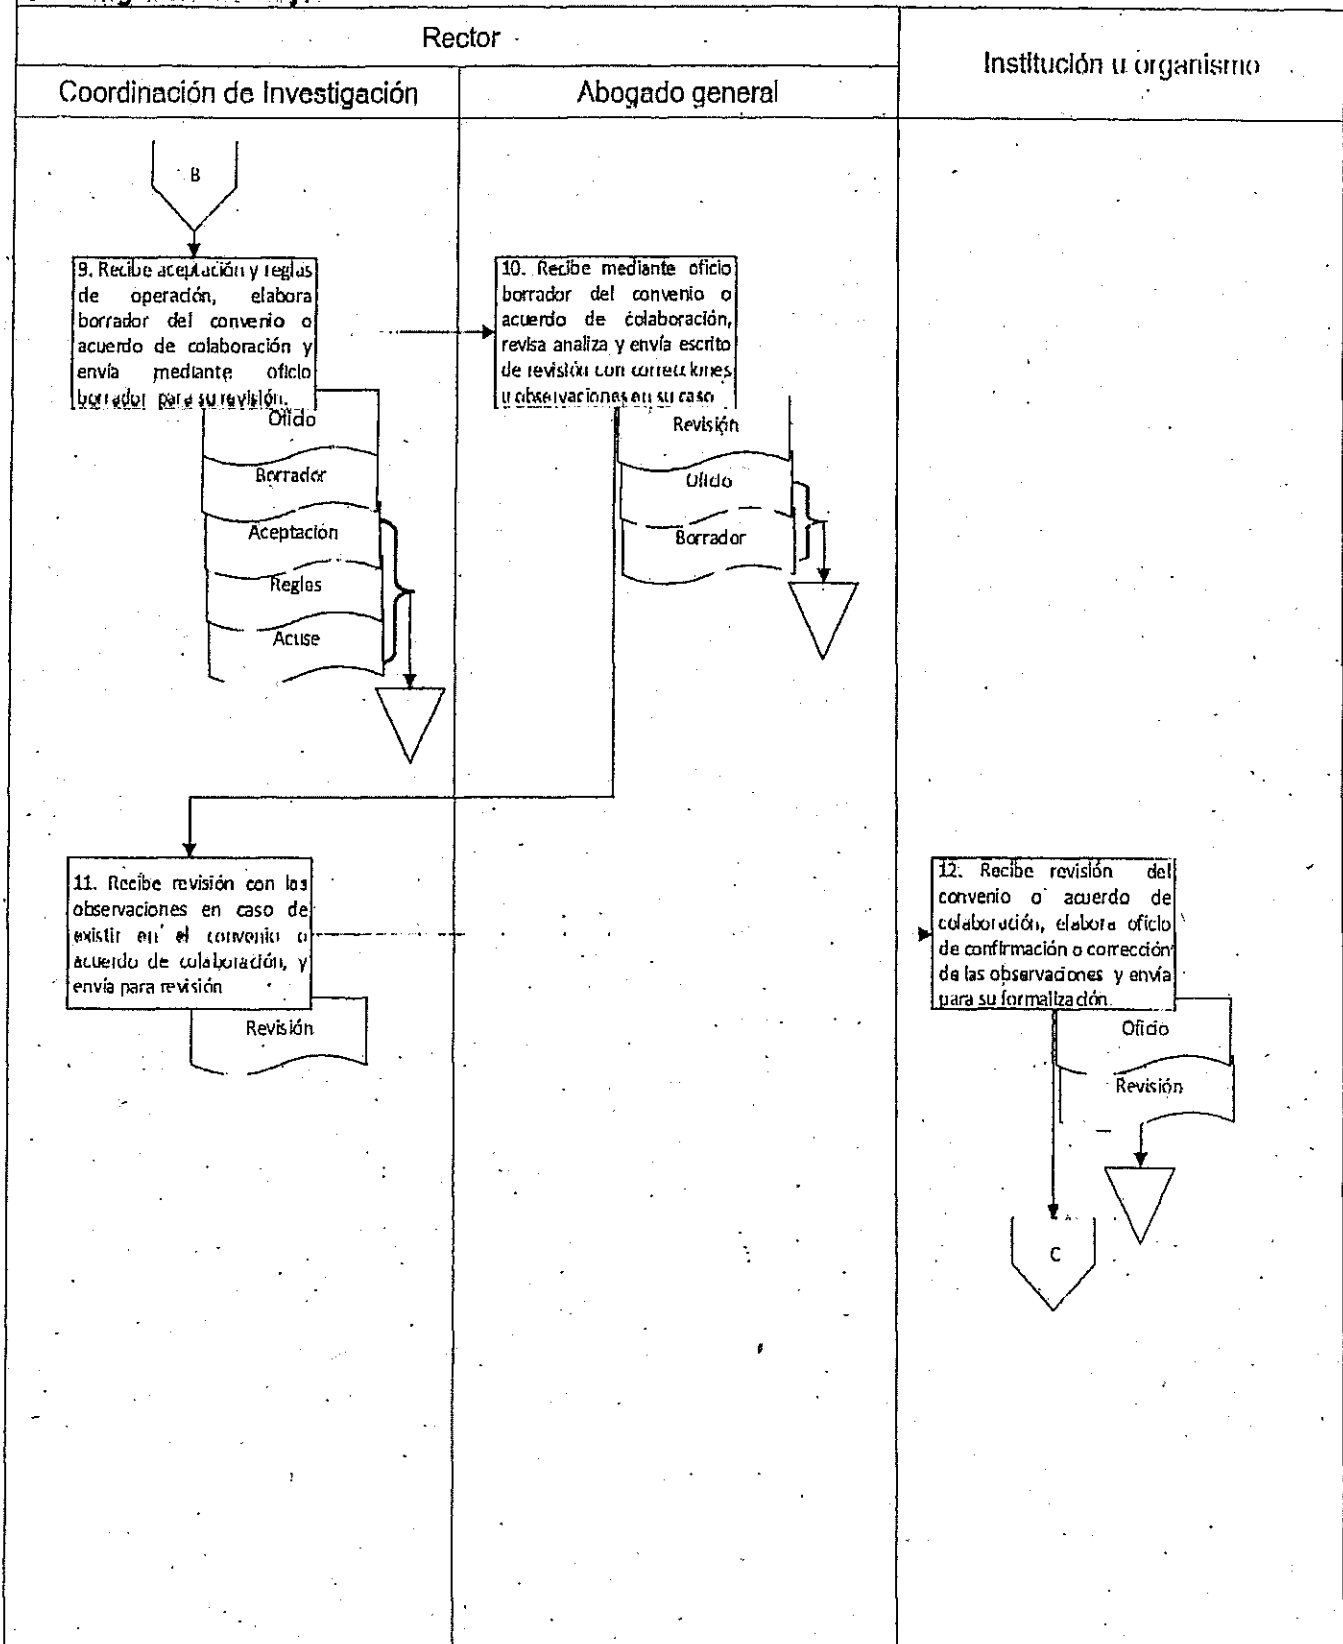 Rector
Institución u organismo
Coordinación de Investigación
Abogado general
B
9. Recibe aceptación y reglas
de operación, elabora
borrador del convenio o
acuerdo de colaboración y
envía mediante oficio
borrador para su revisión.
Oficio
Borrador
Aceptación
Reglas
Acuse
10. Recibe mediante oficio
borrador del convenio o
acuerdo de colaboración,
revisa analiza y envía escrito
de revisión con correcciones
u observaciones en su caso
Revisión
Oficio
Borrador
11. Recibe revisión con las
observaciones en caso de
existir en el convenio o
acuerdo de colaboración, y
envía para revisión
Revisión
12. Recibe revisión del
convenio o acuerdo de
colaboración, elabora oficio
de confirmación o corrección
de las observaciones y envía
para su formalización.
Oficio
Revisión
C